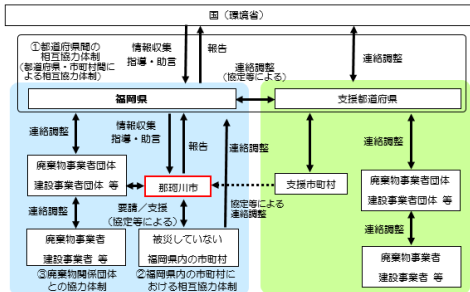 国（環境省）
①都道府県間の
相互協力体制
（都道府県・市町村間に
よる相互協力体制）
情報収集
指導・助言
報告
連絡調整
（協定等による）
連絡調整
福岡県
支援都道府県
連絡調整
情報収集
指導・助言
報告
連絡調整
（協定等による）
連絡調整
連絡調整
廃棄物事業者団体
建設事業者団体 等
那珂川市
支援市町村
廃棄物事業者団体
建設事業者団体 等
連絡調整
要請／支援
（協定等による）
協定等による
連絡調整
連絡調整
廃棄物事業者
建設事業者 等
被災していない
福岡県内の市町村
廃棄物事業者
建設事業者 等
③廃棄物関係団体
との協力体制
②福岡県内の市町村に
おける相互協力体制